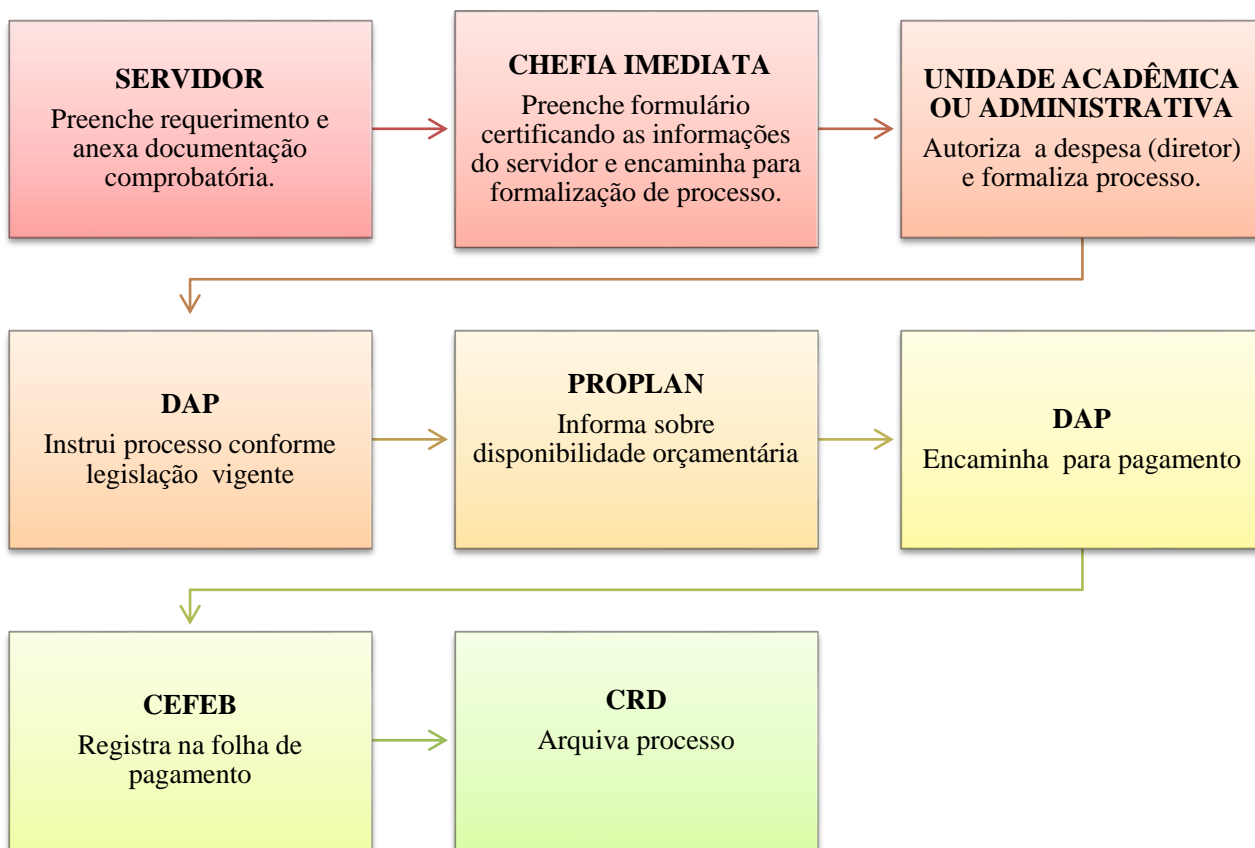 SERVIDOR
Preenche requerimento e
anexa documentação
comprobatória.
CHEFIA IMEDIATA
Preenche formulário
certificando as informações
do servidor e encaminha para
formalização de processo.
UNIDADE ACADÊMICA
OU ADMINISTRATIVA
Autoriza a despesa (diretor)
e formaliza processo.
DAP
Instrui processo conforme
legislação vigente
PROPLAN
Informa sobre
disponibilidade orçamentária
DAP
Encaminha para pagamento
CEFEB
Registra na folha de
pagamento
CRD
Arquiva processo